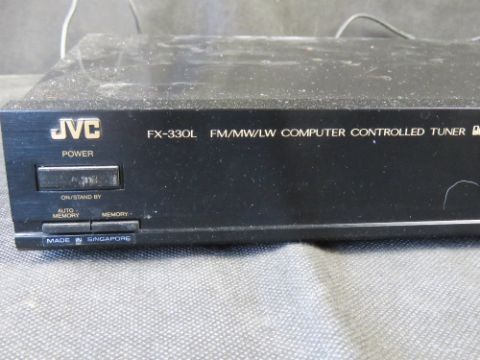 JVC
FX-330L FM/MW/LW COMPUTER CONTROLLED TUNER
POWER
ON/STAND BY
AUTO MEMORY
MEMORY
MADE IN SINGAPORE